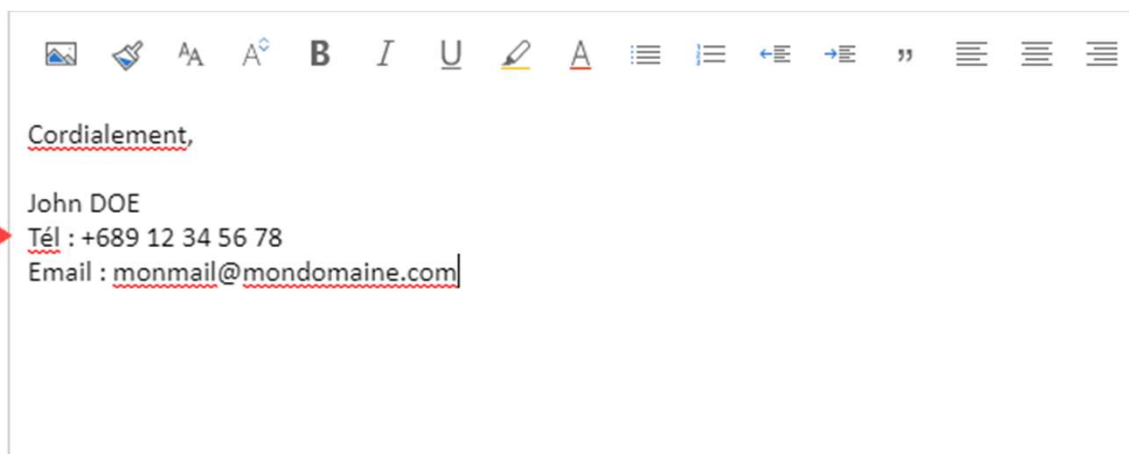 Cordialement,
John DOE
Tél : +689 12 34 56 78
Email : monmail@mondomaine.com